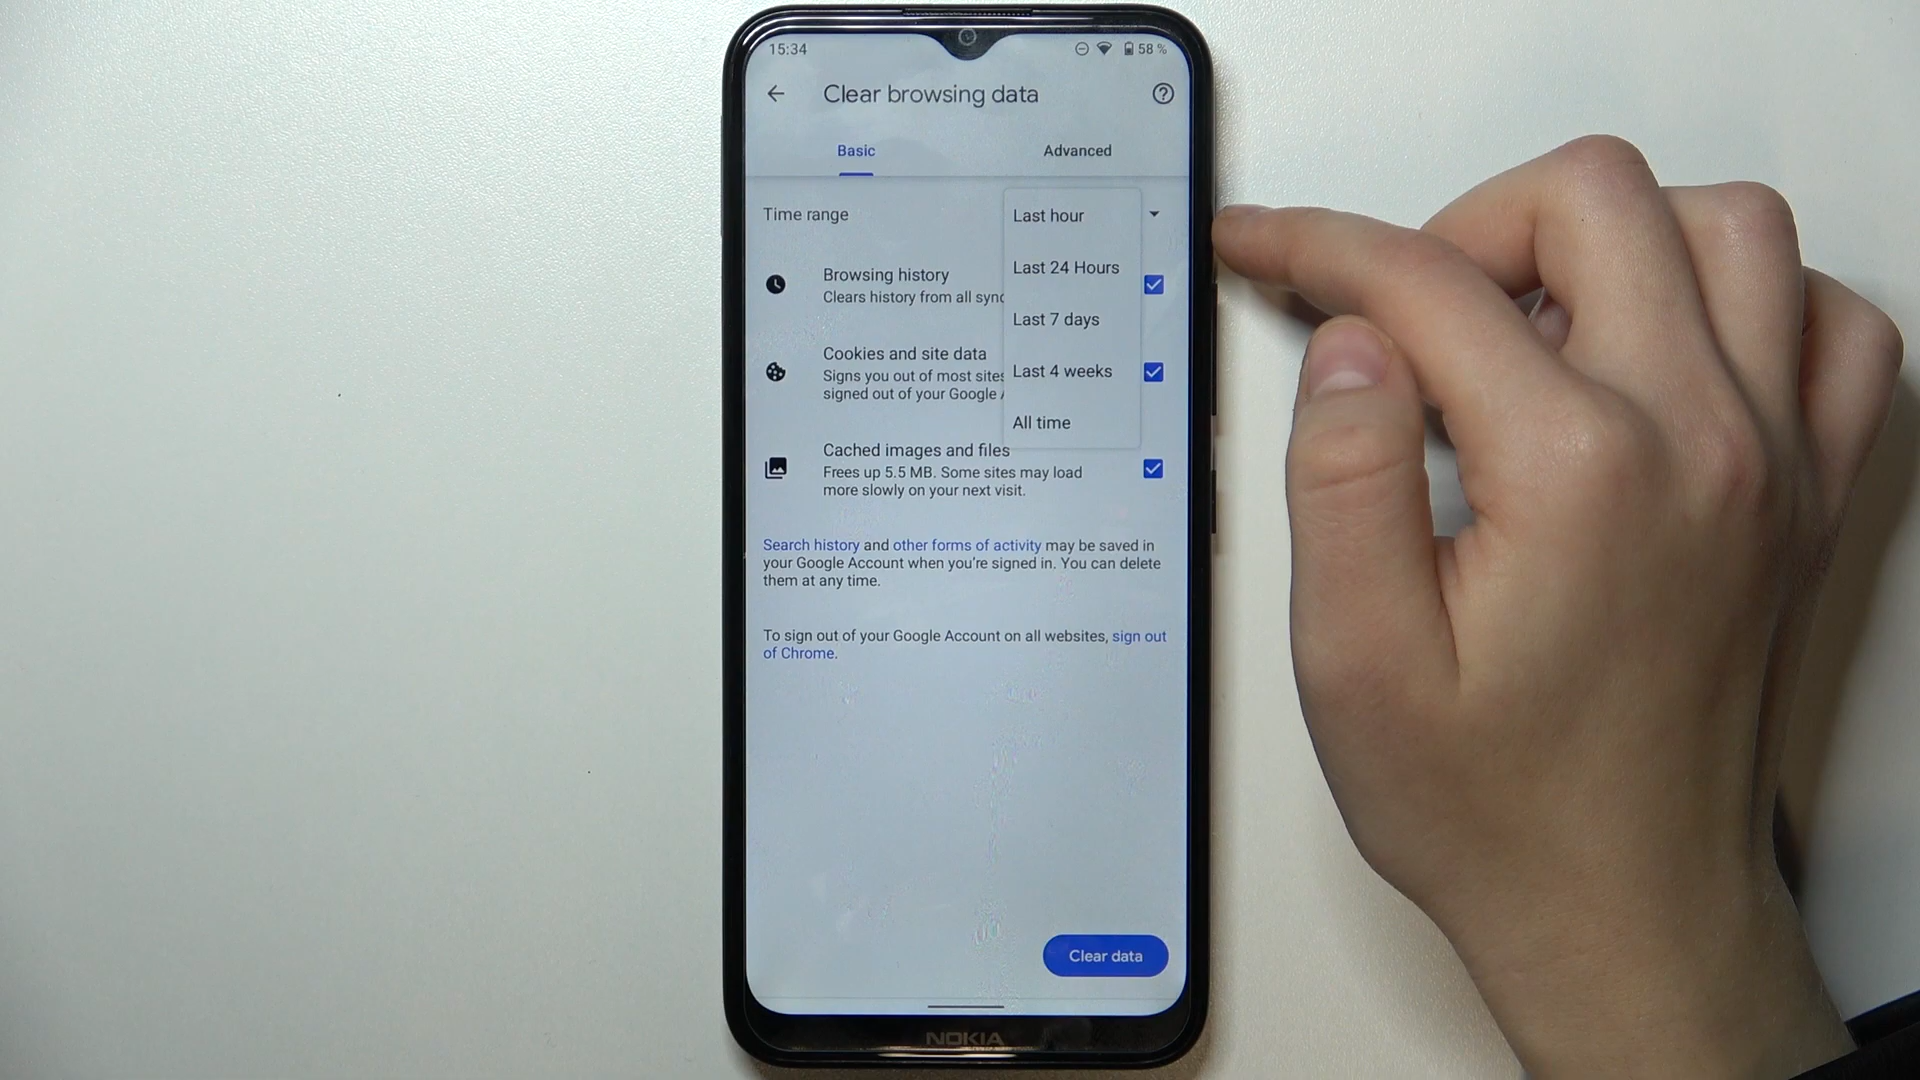 15:34
58 %
Clear browsing data
Basic
Advanced
Time range
Last hour
Last 24 Hours
Last 7 days
Last 4 weeks
All time
Browsing history
Clears history from all sync
Cookies and site data
Signs you out of most sites
signed out of your Google A
Cached images and files
Frees up 5.5 MB. Some sites may load
more slowly on your next visit.
Search history and other forms of activity may be saved in
your Google Account when you're signed in. You can delete
them at any time.
To sign out of your Google Account on all websites, sign out
of Chrome.
Clear data
NOKIA